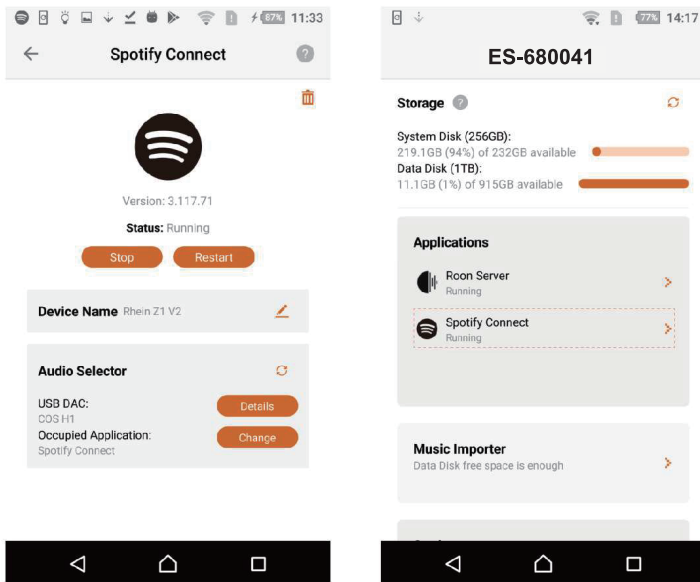 67% 11:33
Spotify Connect
?
Version: 3.117.71
Status: Running
Stop Restart
Device Name Rhein Z1 V2
Audio Selector
USB DAC:
COS H1
Details
Occupied Application:
Spotify Connect
Change
77% 14:17
ES-680041
Storage ?
System Disk (256GB):
219.1GB (94%) of 232GB available
Data Disk (1TB):
11.1GB (1%) of 915GB available
Applications
Roon Server
Running
Spotify Connect
Running
Music Importer
Data Disk free space is enough